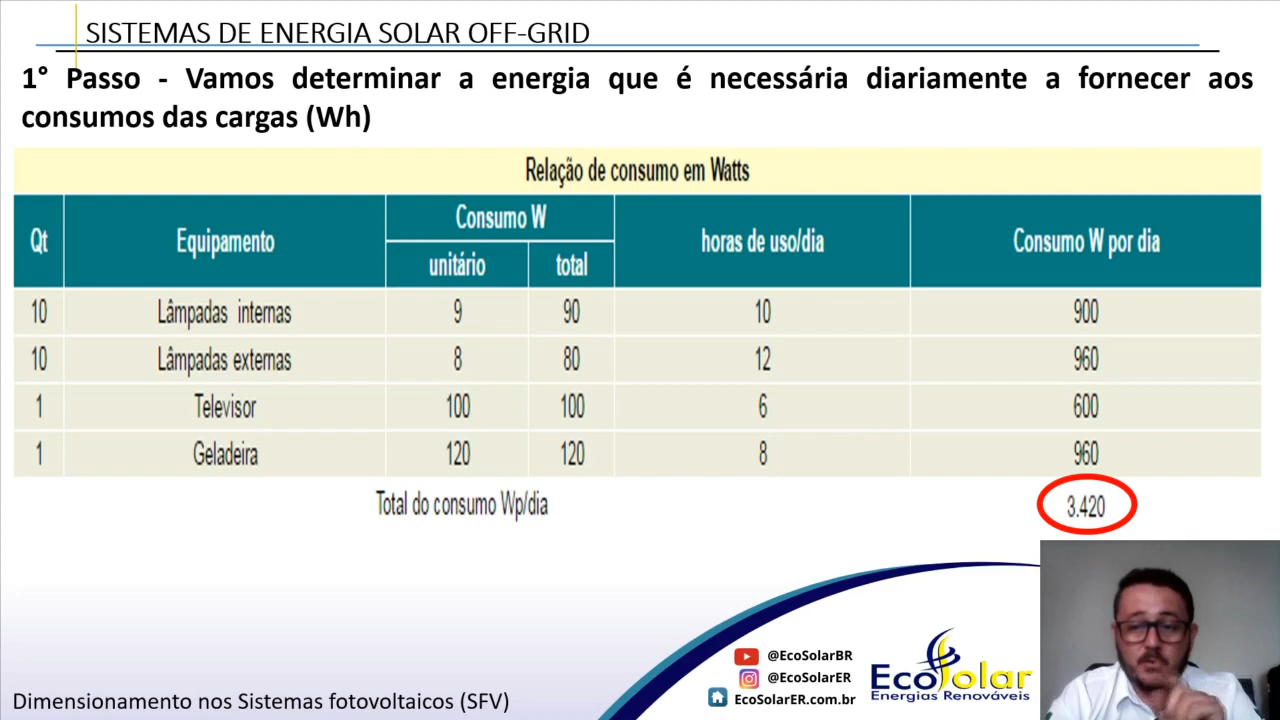 SISTEMAS DE ENERGIA SOLAR OFF-GRID
1° Passo - Vamos determinar a energia que é necessária diariamente a fornecer aos
consumos das cargas (Wh)
Relação de consumo em Watts
Qt Equipamento Consumo W horas de uso/dia Consumo W por dia
unitário total
10 Lâmpadas internas 9 90 10 900
10 Lâmpadas externas 8 80 12 960
1 Televisor 100 100 6 600
1 Geladeira 120 120 8 960
Total do consumo Wp/dia 3.420
@EcoSolarBR
@EcoSolarER
EcoSolarER.com.br
EcoSolar
Energias Renováveis
Dimensionamento nos Sistemas fotovoltaicos (SFV)